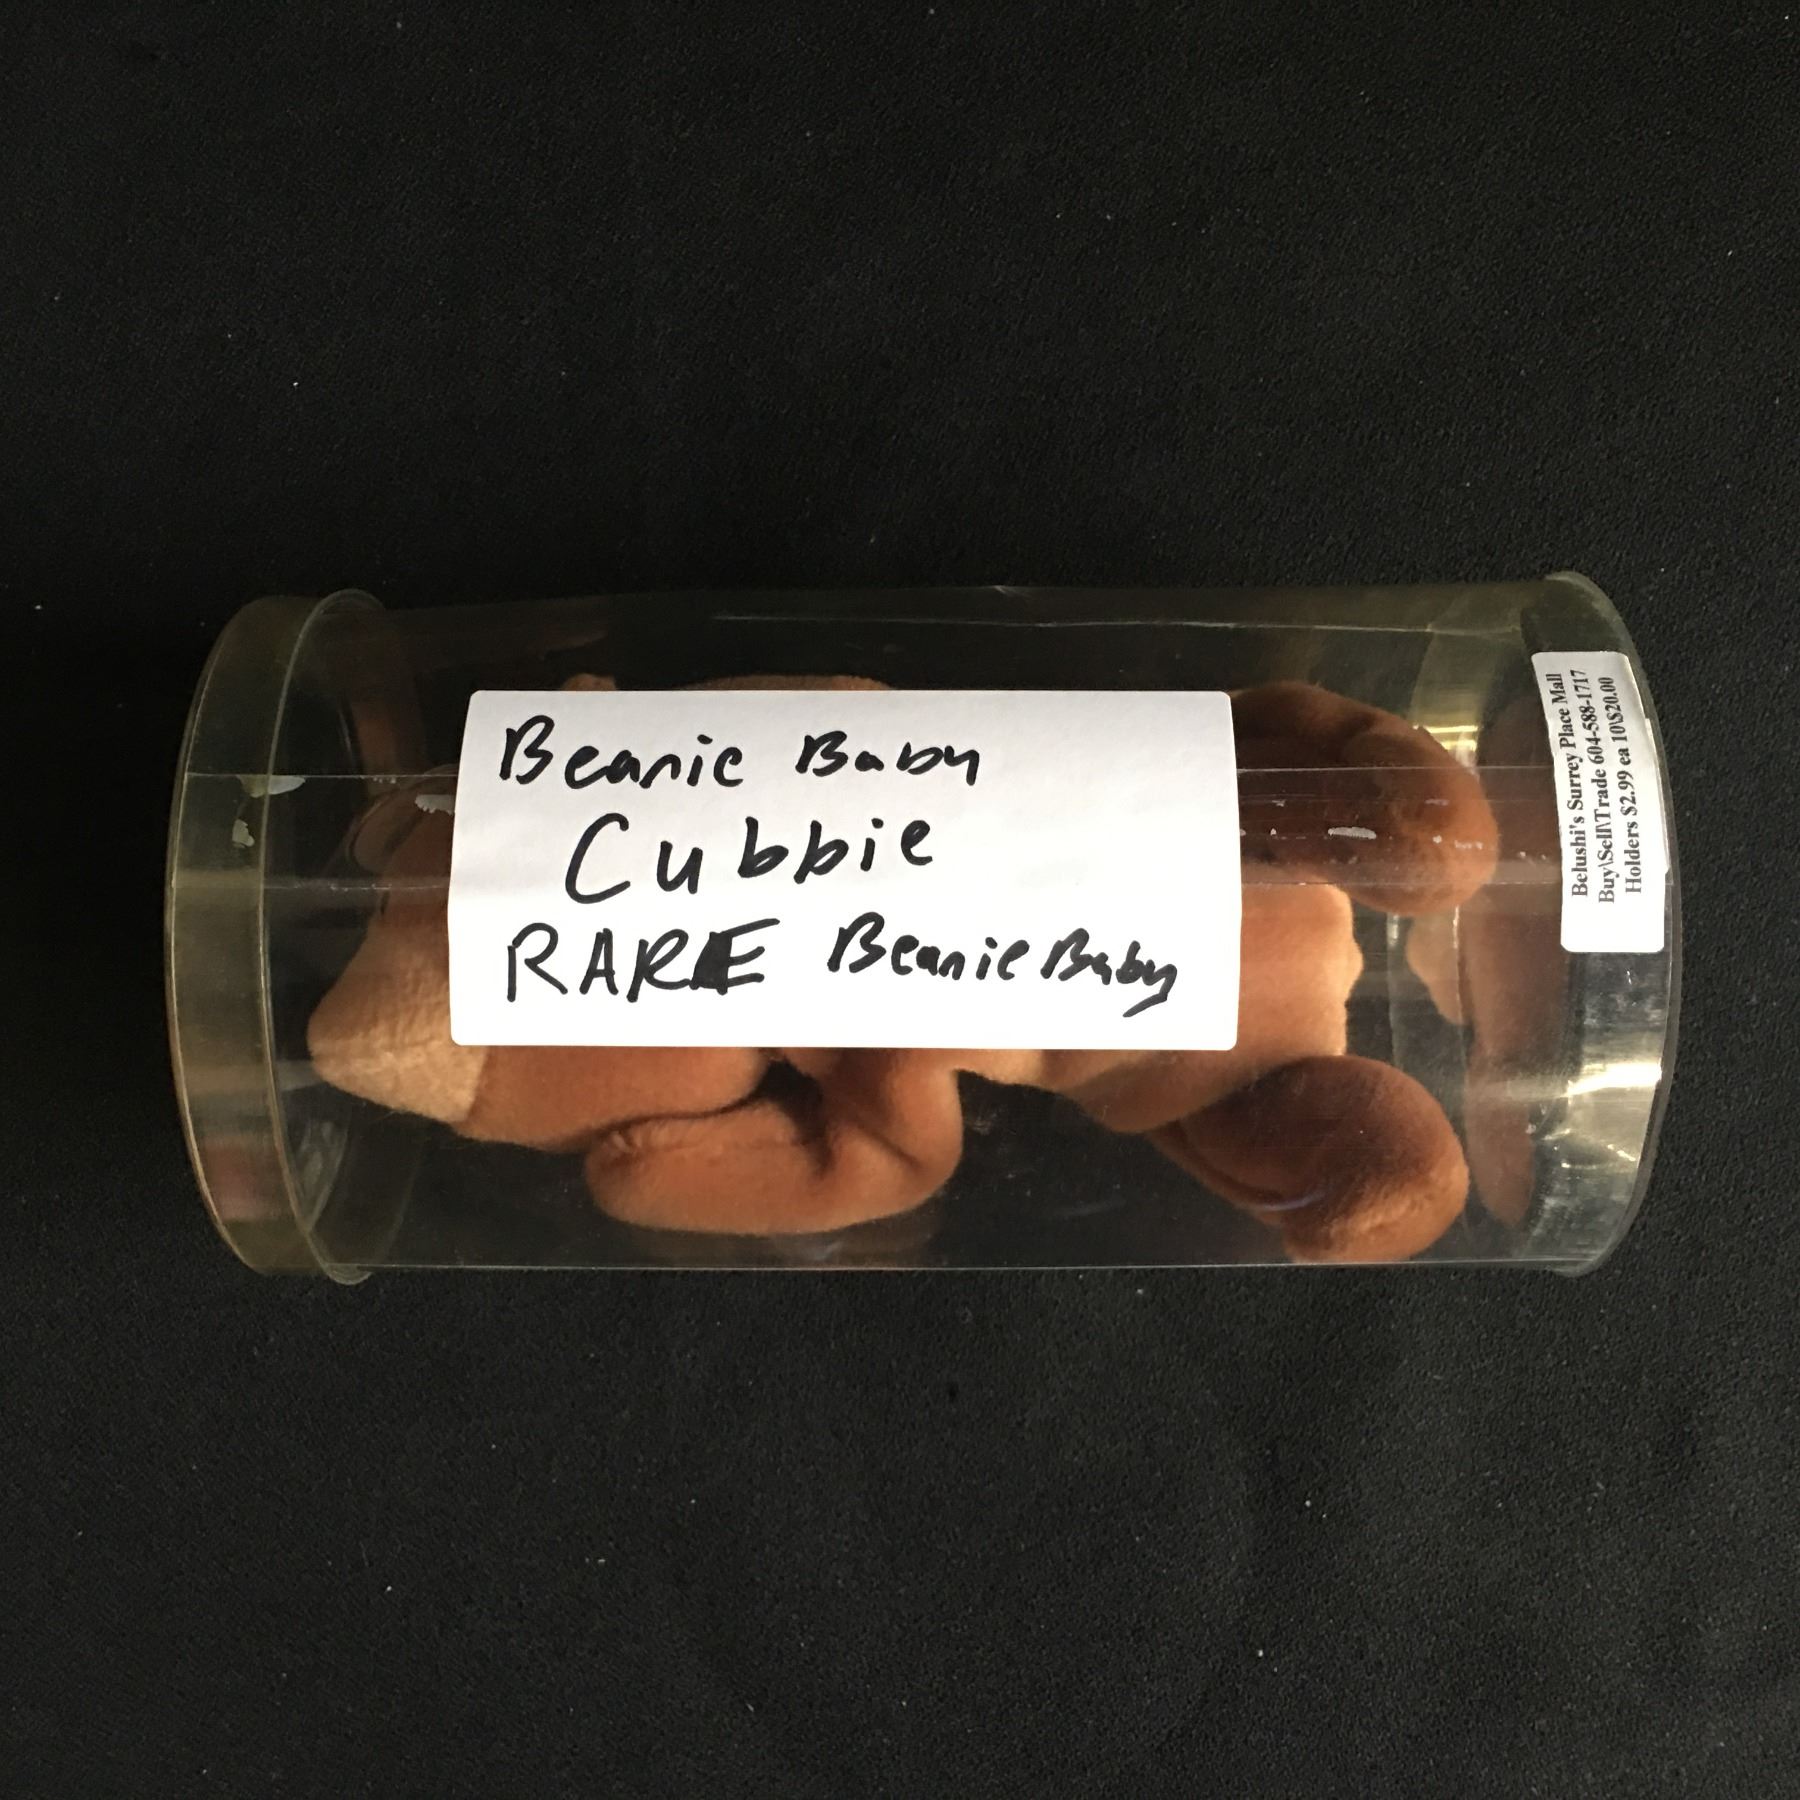 Beanie Baby
Cubbie
RARE Beanie Baby
Belushi's Surrey Place Mall
Buy\Sell\Trade 604-588-1717
Holders $2.99 ea 10\$20.00